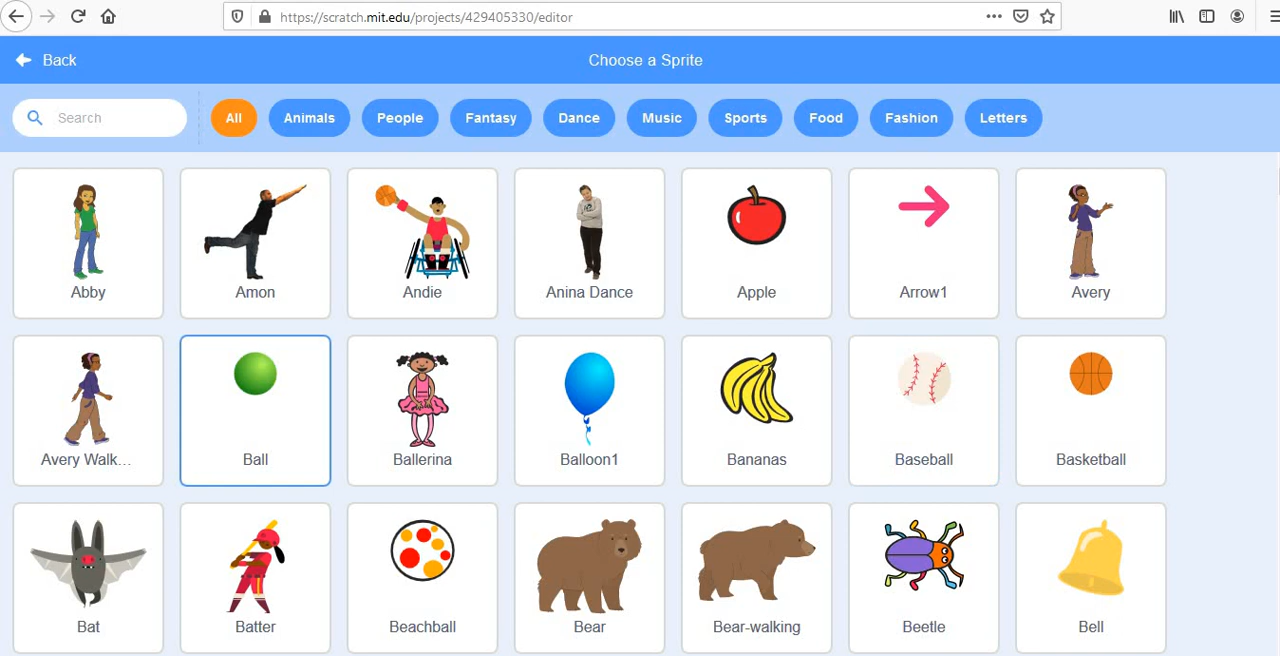 https://scratch.mit.edu/projects/429405330/editor
Back
Choose a Sprite
Search
All
Animals
People
Fantasy
Dance
Music
Sports
Food
Fashion
Letters
Abby
Amon
Andie
Anina Dance
Apple
Arrow1
Avery
Avery Walk...
Ball
Ballerina
Balloon1
Bananas
Baseball
Basketball
Bat
Batter
Beachball
Bear
Bear-walking
Beetle
Bell